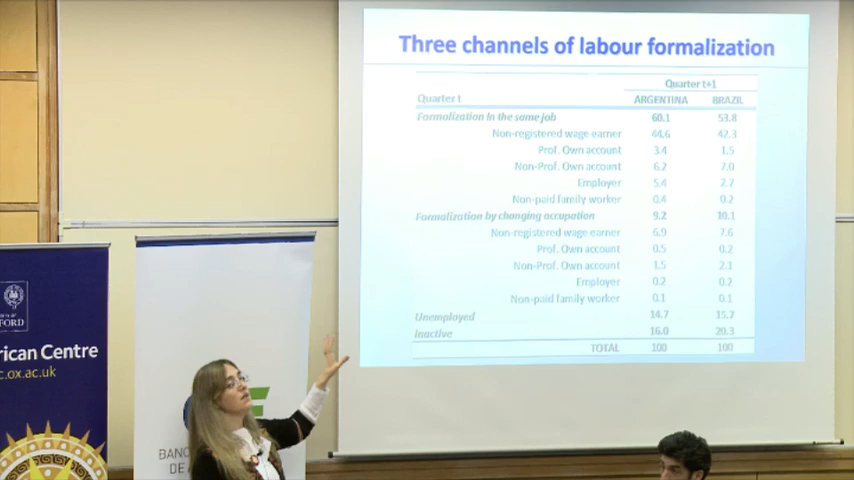 Three channels of labour formalization
Quarter t+1
Quarter t ARGENTINA BRAZIL
Formalization in the same job 60.1 53.8
Non-registered wage earner 44.6 42.3
Prof. Own account 3.4 1.5
Non-Prof. Own account 6.2 7.0
Employer 5.4 2.7
Non-paid family worker 0.4 0.2
Formalization by changing occupation 9.2 10.1
Non-registered wage earner 6.9 7.6
Prof. Own account 0.5 0.2
Non-Prof. Own account 1.5 2.1
Employer 0.2 0.2
Non-paid family worker 0.1 0.1
Unemployed 14.7 15.7
Inactive 16.0 20.3
TOTAL 100 100
FORD
rican Centre
c.ox.ac.uk
BANC
DE A